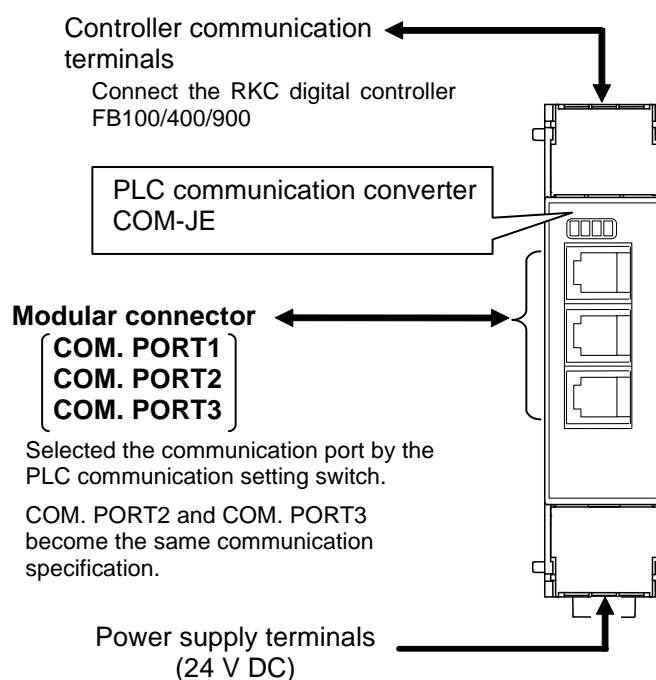 Controller communication
terminals
Connect the RKC digital controller
FB100/400/900
PLC communication converter
COM-JE
Modular connector
COM. PORT1
COM. PORT2
COM. PORT3
Selected the communication port by the
PLC communication setting switch.
COM. PORT2 and COM. PORT3
become the same communication
specification.
Power supply terminals
(24 V DC)